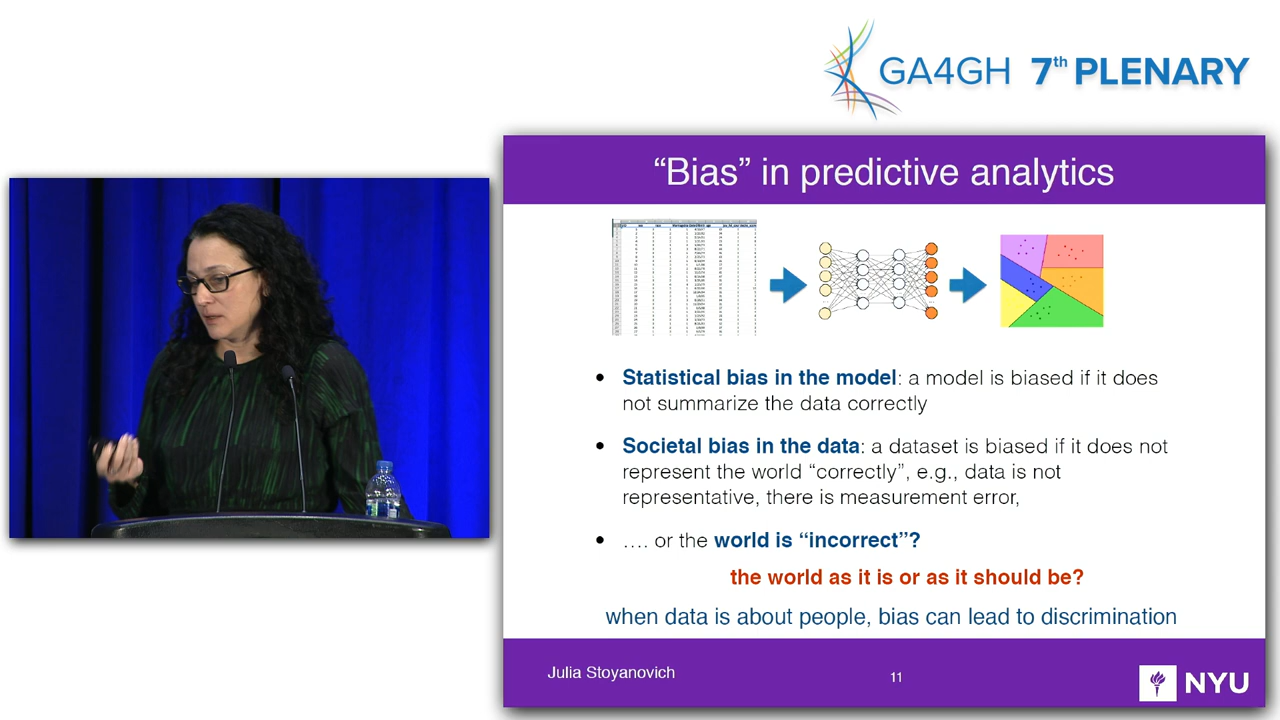 GA4GH 7th PLENARY
“Bias” in predictive analytics
• Statistical bias in the model: a model is biased if it does
not summarize the data correctly
• Societal bias in the data: a dataset is biased if it does not
represent the world “correctly”, e.g., data is not
representative, there is measurement error,
• …. or the world is “incorrect”?
the world as it is or as it should be?
when data is about people, bias can lead to discrimination
Julia Stoyanovich
11
NYU